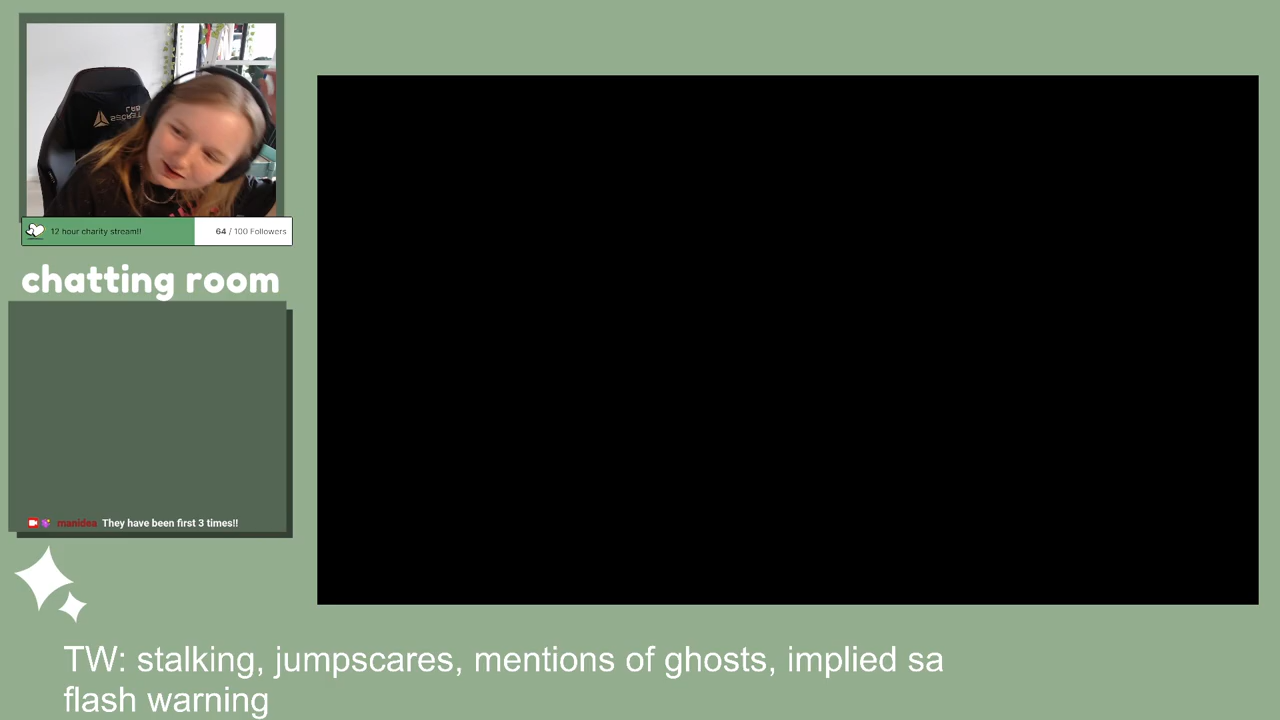 12 hour charity stream!!
64 / 100 Followers
chatting room
manidea They have been first 3 times!!
TW: stalking, jumpscares, mentions of ghosts, implied sa
flash warning